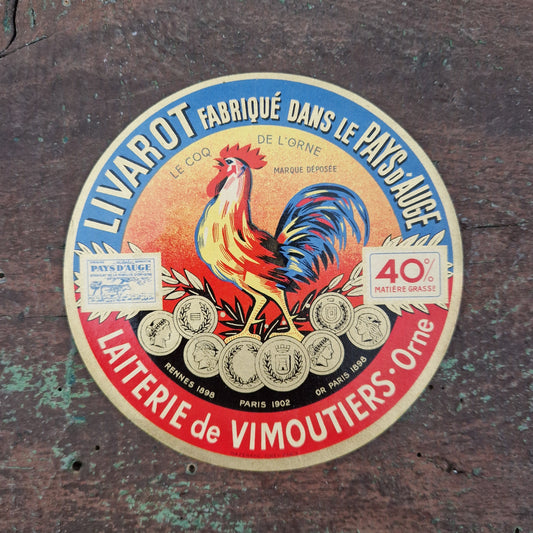 LIVAROT FABRIQUÉ DANS LE PAYS D'AUGE
LE COQ DE L'ORNE
MARQUE DÉPOSÉE
PAYS D'AUGE
40%
MATIÈRE GRASSE
RENNES 1898
PARIS 1902
OR PARIS 1898
LAITERIE de VIMOUTIERS · Orne